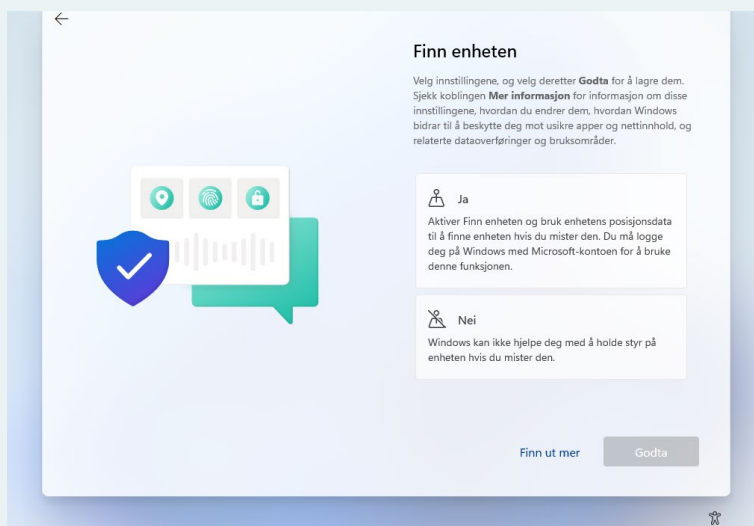 Finn enheten
Velg innstillingene, og velg deretter Godta for å lagre dem.
Sjekk koblingen Mer informasjon for informasjon om disse
innstillingene, hvordan du endrer dem, hvordan Windows
bidrar til å beskytte deg mot usikre apper og nettinnhold, og
relaterte dataoverføringer og bruksområder.
Ja
Aktiver Finn enheten og bruk enhetens posisjonsdata
til å finne enheten hvis du mister den. Du må logge
deg på Windows med Microsoft-kontoen for å bruke
denne funksjonen.
Nei
Windows kan ikke hjelpe deg med å holde styr på
enheten hvis du mister den.
Finn ut mer
Godta